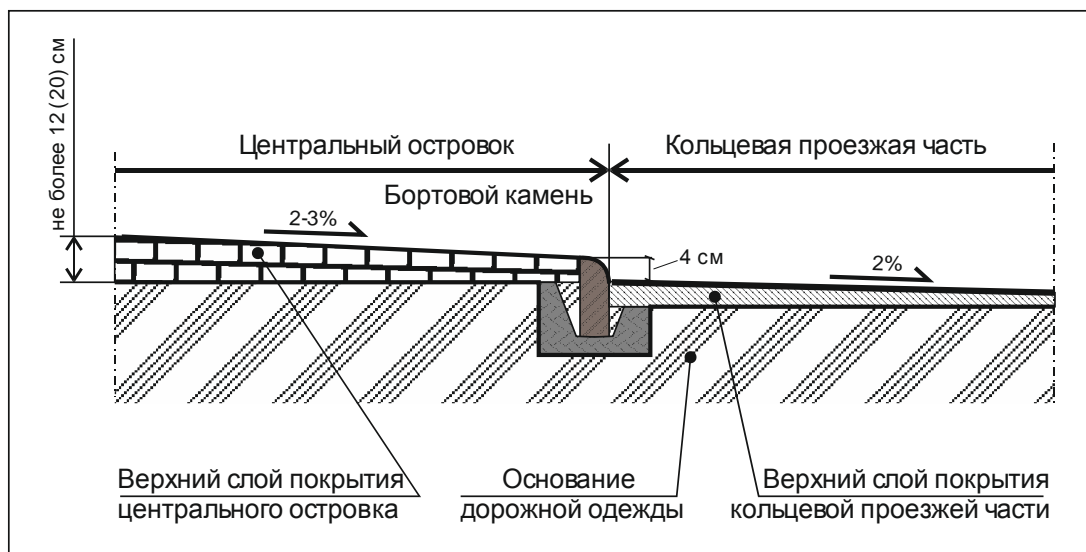 не более 12 (20) см
Центральный островок
Кольцевая проезжая часть
Бортовой камень
2-3%
4 см
2%
Верхний слой покрытия
центрального островка
Основание
дорожной одежды
Верхний слой покрытия
кольцевой проезжей части